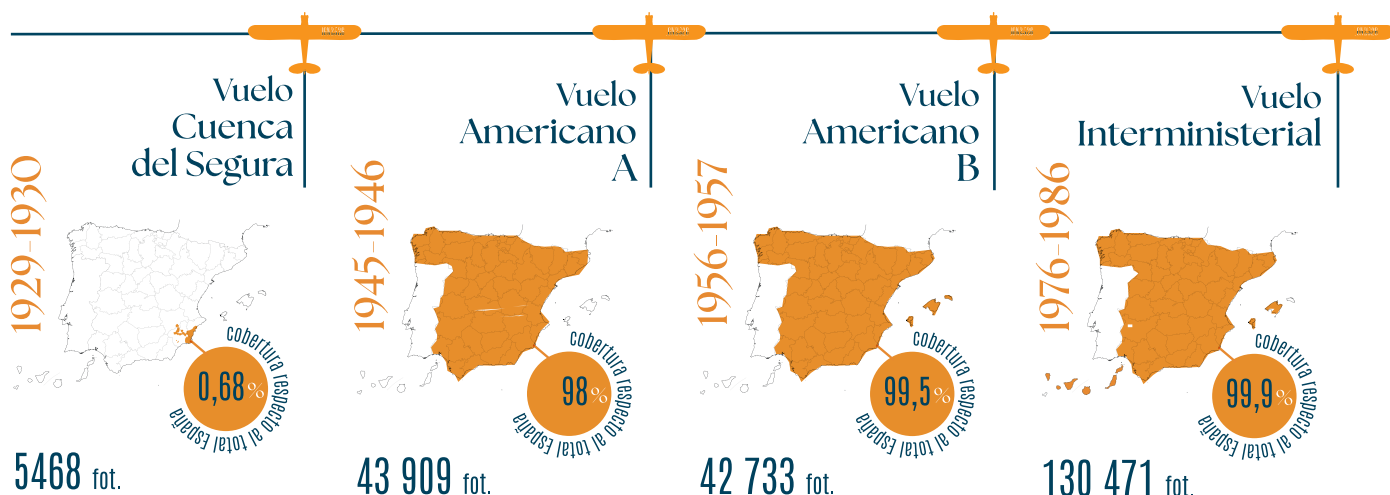 Vuelo
Cuenca
del Segura
1929-1930
cobertura respecto al total España
0,68%
5468 fot.
Vuelo
Americano
A
1945-1946
cobertura respecto al total España
98%
43 909 fot.
Vuelo
Americano
B
1956-1957
cobertura respecto al total España
99,5%
42 733 fot.
Vuelo
Interministerial
1976-1986
cobertura respecto al total España
99,9%
130 471 fot.